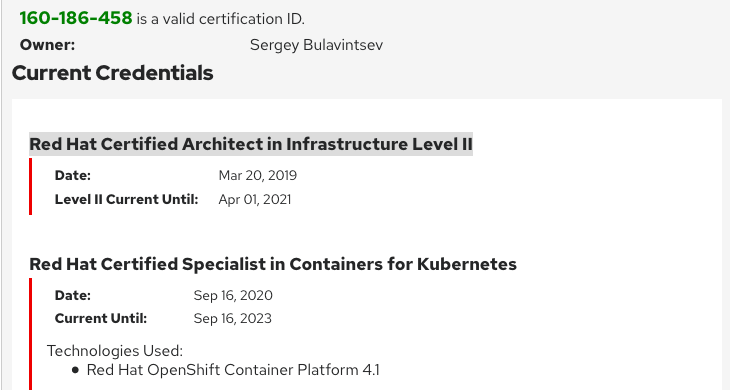 160-186-458 is a valid certification ID.
Owner: Sergey Bulavintsev
Current Credentials
Red Hat Certified Architect in Infrastructure Level II
Date: Mar 20, 2019
Level II Current Until: Apr 01, 2021
Red Hat Certified Specialist in Containers for Kubernetes
Date: Sep 16, 2020
Current Until: Sep 16, 2023
Technologies Used:
● Red Hat OpenShift Container Platform 4.1